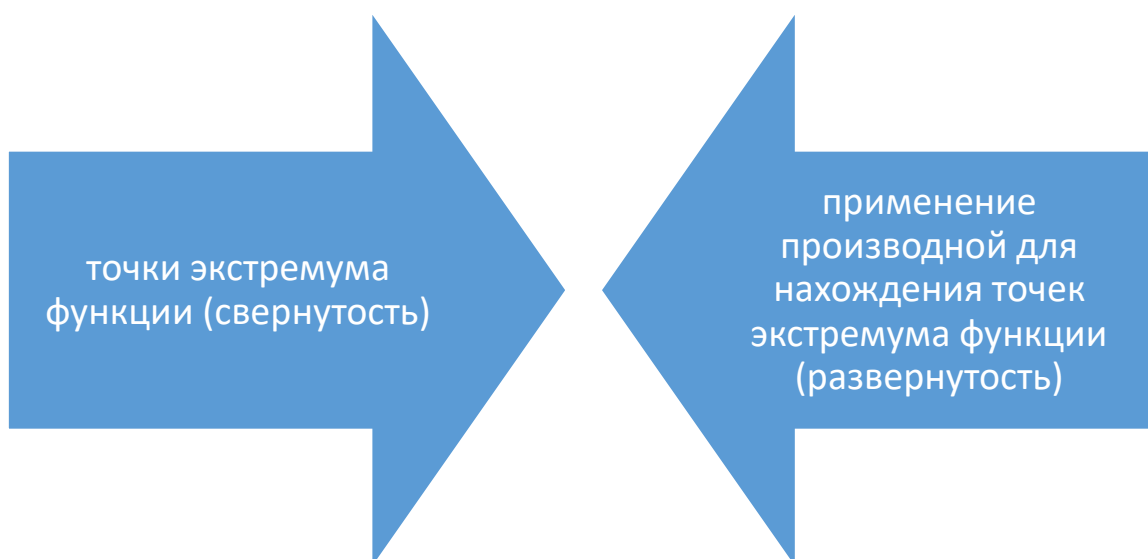 точки экстремума
функции (свернутость)
применение
производной для
нахождения точек
экстремума функции
(развернутость)